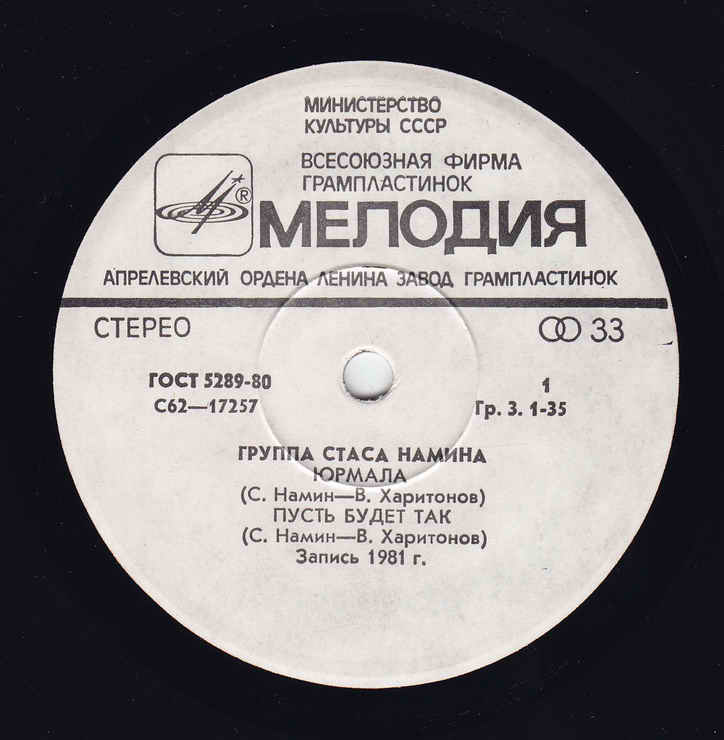 МИНИСТЕРСТВО
КУЛЬТУРЫ СССР
ВСЕСОЮЗНАЯ ФИРМА
ГРАМПЛАСТИНОК
®
МЕЛОДИЯ
АПРЕЛЕВСКИЙ ОРДЕНА ЛЕНИНА ЗАВОД ГРАМПЛАСТИНОК
СТЕРЕО 33
ГОСТ 5289-80 1
С62—17257 Гр. 3. 1-35
ГРУППА СТАСА НАМИНА
ЮРМАЛА
(С. Намин—В. Харитонов)
ПУСТЬ БУДЕТ ТАК
(С. Намин—В. Харитонов)
Запись 1981 г.